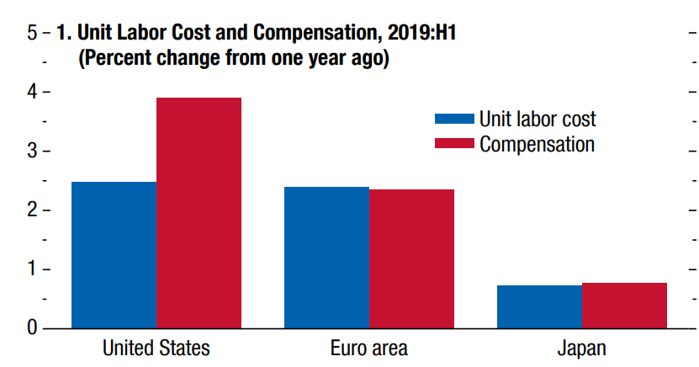 1. Unit Labor Cost and Compensation, 2019:H1
(Percent change from one year ago)
5
4
3
2
1
0
Unit labor cost
Compensation
United States
Euro area
Japan